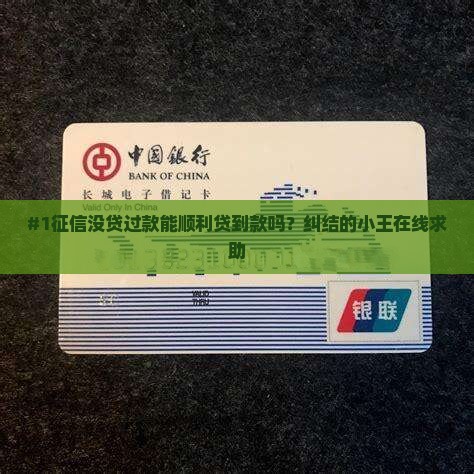 中国银行
BANK OF CHINA
长城电子借记卡
Valid Only in China
#1征信没贷过款能顺利贷到款吗？纠结的小王在线求
助
VALID
THRU
银联